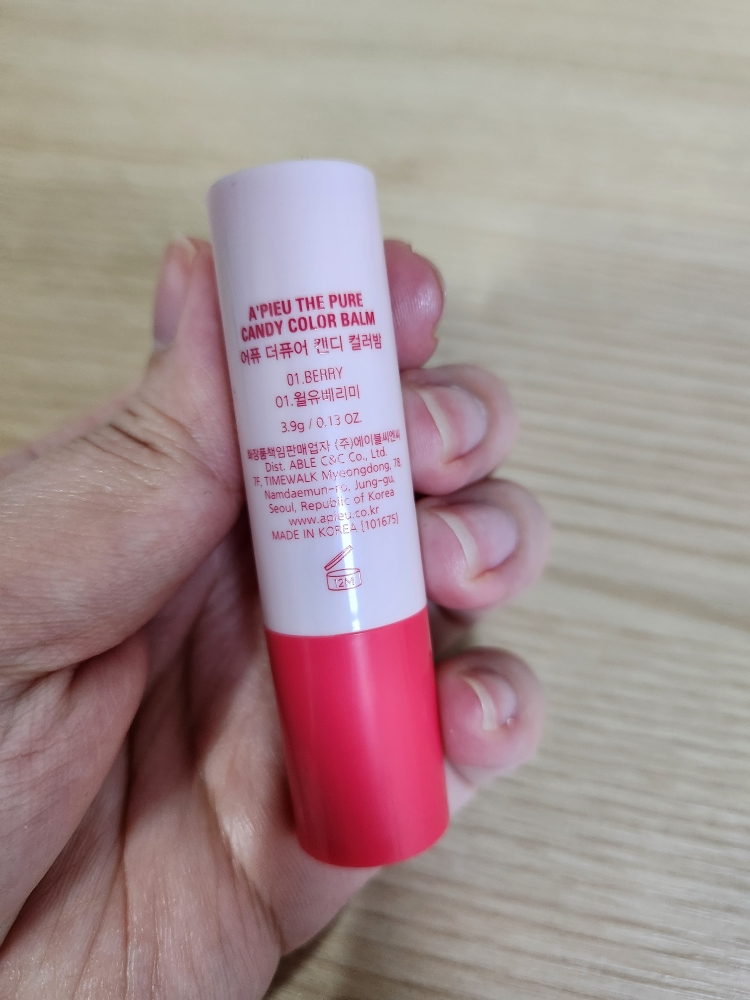 A'PIEU THE PURE
CANDY COLOR BALM
어퓨 더퓨어 캔디 컬러밤
01.BERRY
01.월유베리미
3.9g / 0.13 OZ.
화장품책임판매업자 (주)에이블씨엔씨
Dist. ABLE C&C Co., Ltd.
7F, TIMEWALK Myeongdong, 78,
Namdaemun-ro, Jung-gu,
Seoul, Republic of Korea
www.apieu.co.kr
MADE IN KOREA [101675]
12M